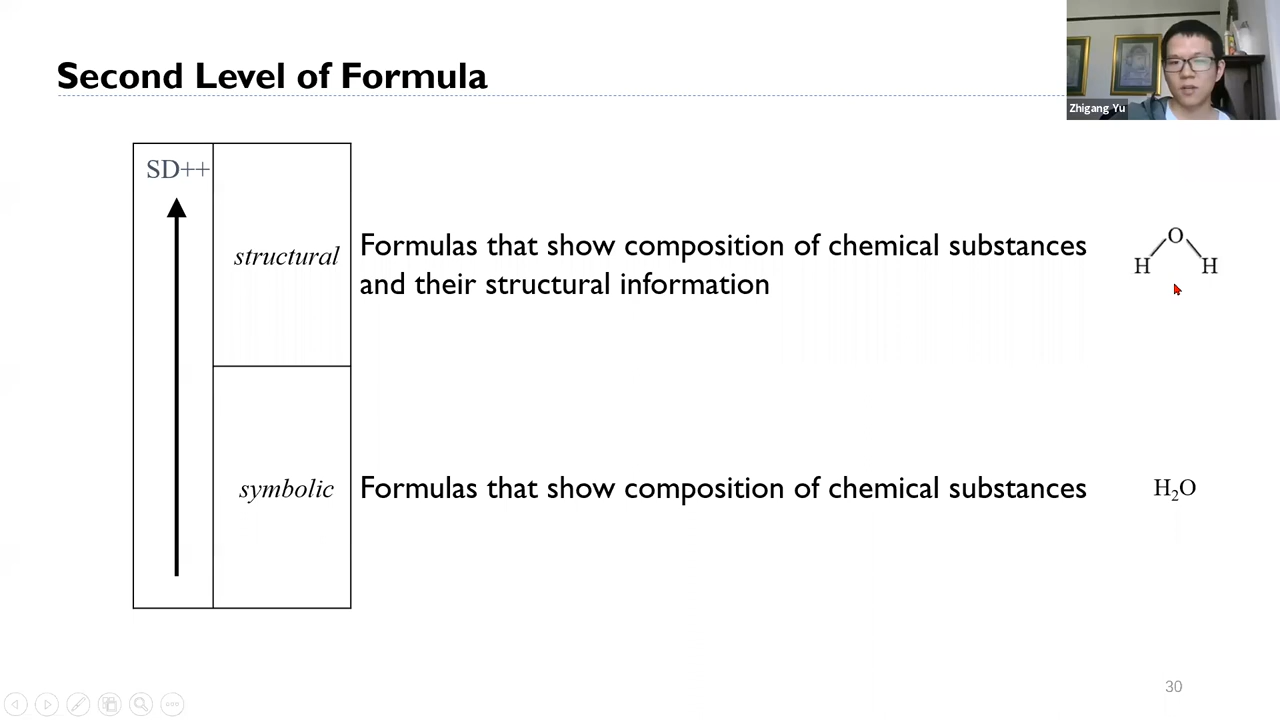 Second Level of Formula
Zhigang Yu
SD++
structural
Formulas that show composition of chemical substances
and their structural information
O
H H
symbolic
Formulas that show composition of chemical substances
H₂O
30